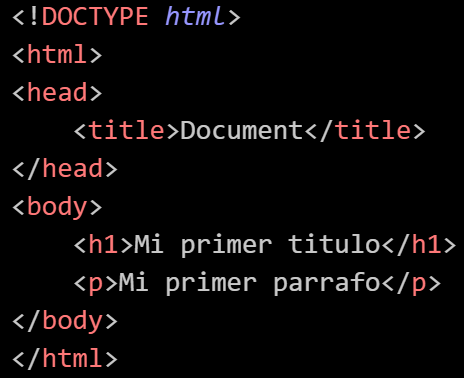 <!DOCTYPE html>
<html>
<head>
    <title>Document</title>
</head>
<body>
    <h1>Mi primer titulo</h1>
    <p>Mi primer parrafo</p>
</body>
</html>